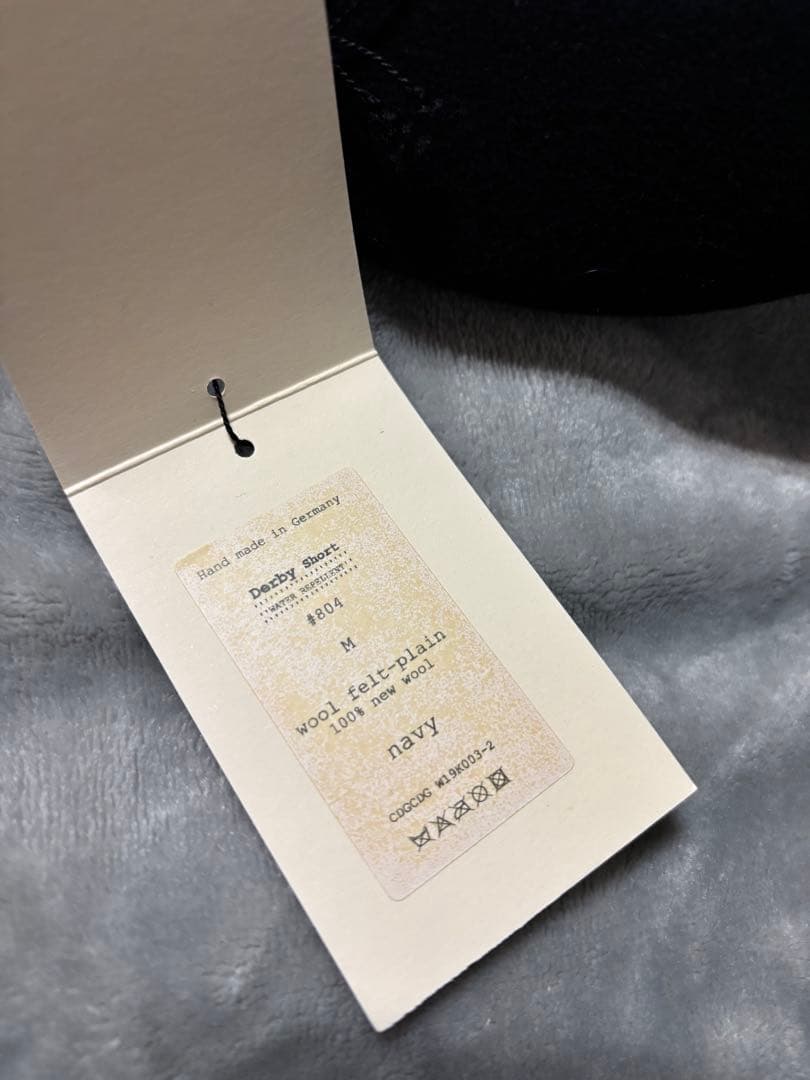 Hand made in Germany
Derby Short
WATER REPELLENT
#804
M
wool felt-plain
100% new wool
navy
CDGCDG W19K003-2